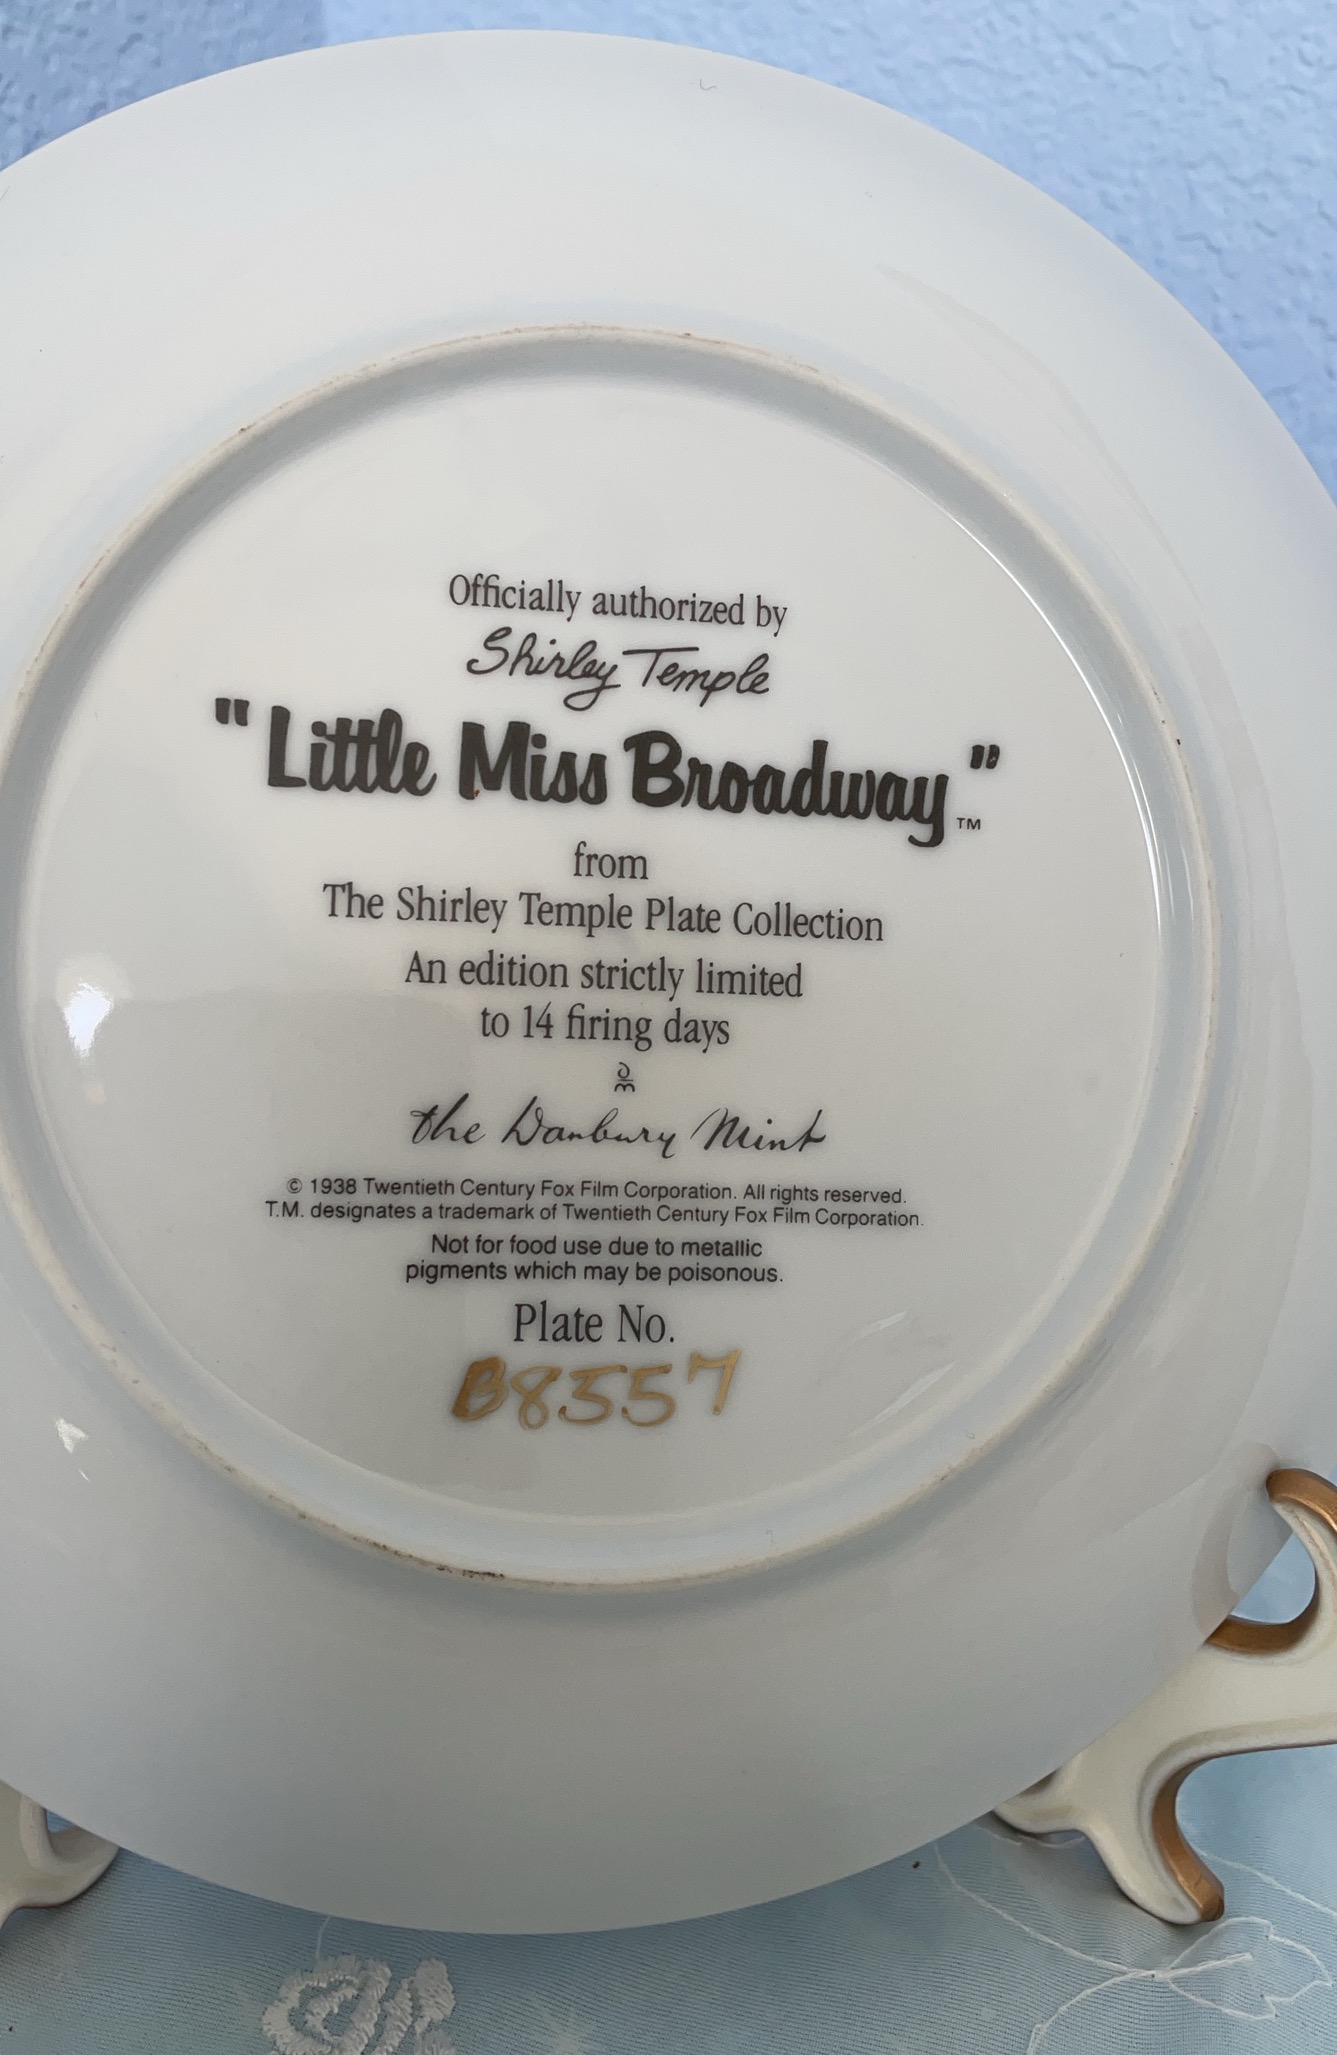 Officially authorized by
Shirley Temple
"Little Miss Broadway"™
from
The Shirley Temple Plate Collection
An edition strictly limited
to 14 firing days
DM
the Danbury Mint
© 1938 Twentieth Century Fox Film Corporation. All rights reserved.
T.M. designates a trademark of Twentieth Century Fox Film Corporation.
Not for food use due to metallic
pigments which may be poisonous.
Plate No.
B8557